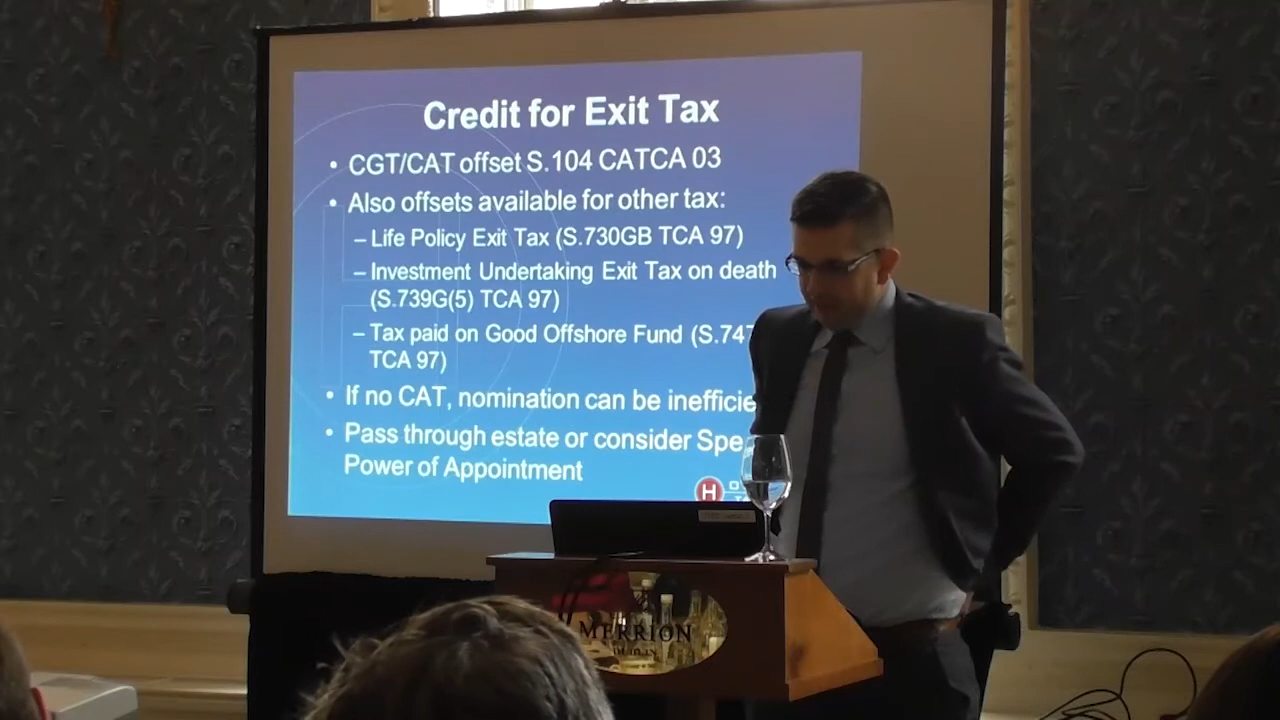 Credit for Exit Tax
• CGT/CAT offset S.104 CATCA 03
• Also offsets available for other tax:
– Life Policy Exit Tax (S.730GB TCA 97)
– Investment Undertaking Exit Tax on death
(S.739G(5) TCA 97)
– Tax paid on Good Offshore Fund (S.747
TCA 97)
• If no CAT, nomination can be inefficie
• Pass through estate or consider Spe
Power of Appointment
H
MERRION
DUBLIN